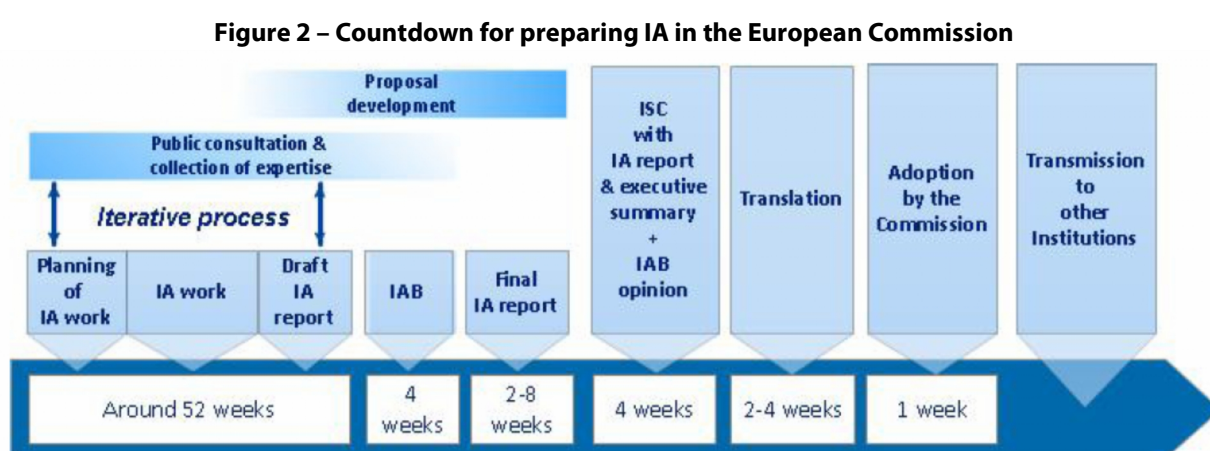 Figure 2 – Countdown for preparing IA in the European Commission
Proposal
development
Public consultation &
collection of expertise
Iterative process
Planning
of
IA work
IA work
Draft
IA
report
IAB
Final
IA report
ISC
with
IA report
& executive
summary
+
IAB
opinion
Translation
Adoption
by the
Commission
Transmission
to
other
Institutions
Around 52 weeks
4
weeks
2-8
weeks
4 weeks
2-4 weeks
1 week